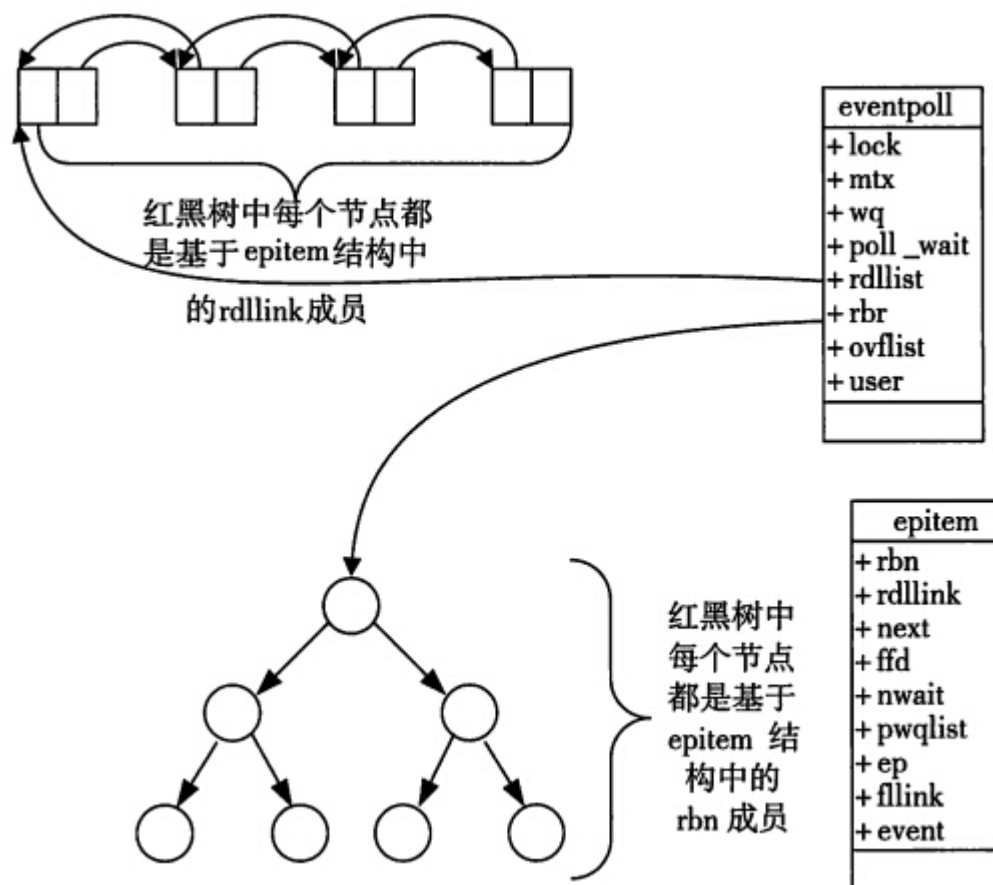 红黑树中每个节点都
是基于epitem结构中
的rdllink成员
eventpoll
+ lock
+ mtx
+ wq
+ poll _wait
+ rdllist
+ rbr
+ ovflist
+ user
epitem
+ rbn
+ rdllink
+ next
+ ffd
+ nwait
+ pwqlist
+ ep
+ fllink
+ event
红黑树中
每个节点
都是基于
epitem 结
构中的
rbn 成员